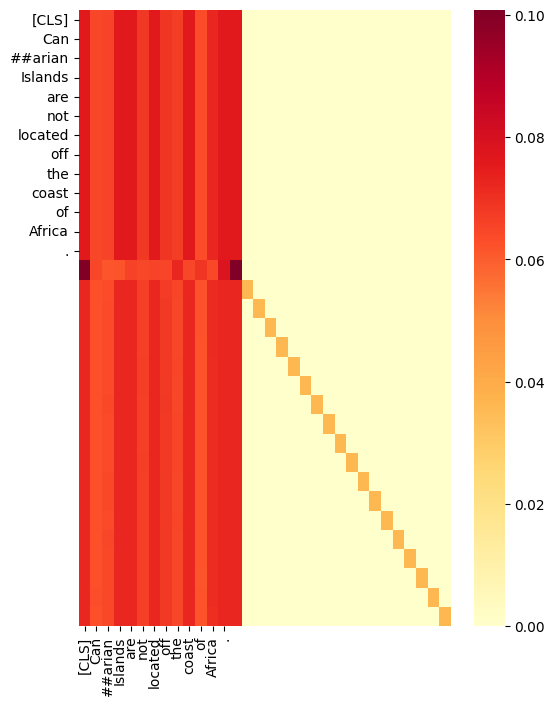 [CLS]
Can
##arian
Islands
are
not
located
off
the
coast
of
Africa
.
[CLS]
Can
##arian
Islands
are
not
located
off
the
coast
of
Africa
.
0.10
0.08
0.06
0.04
0.02
0.00